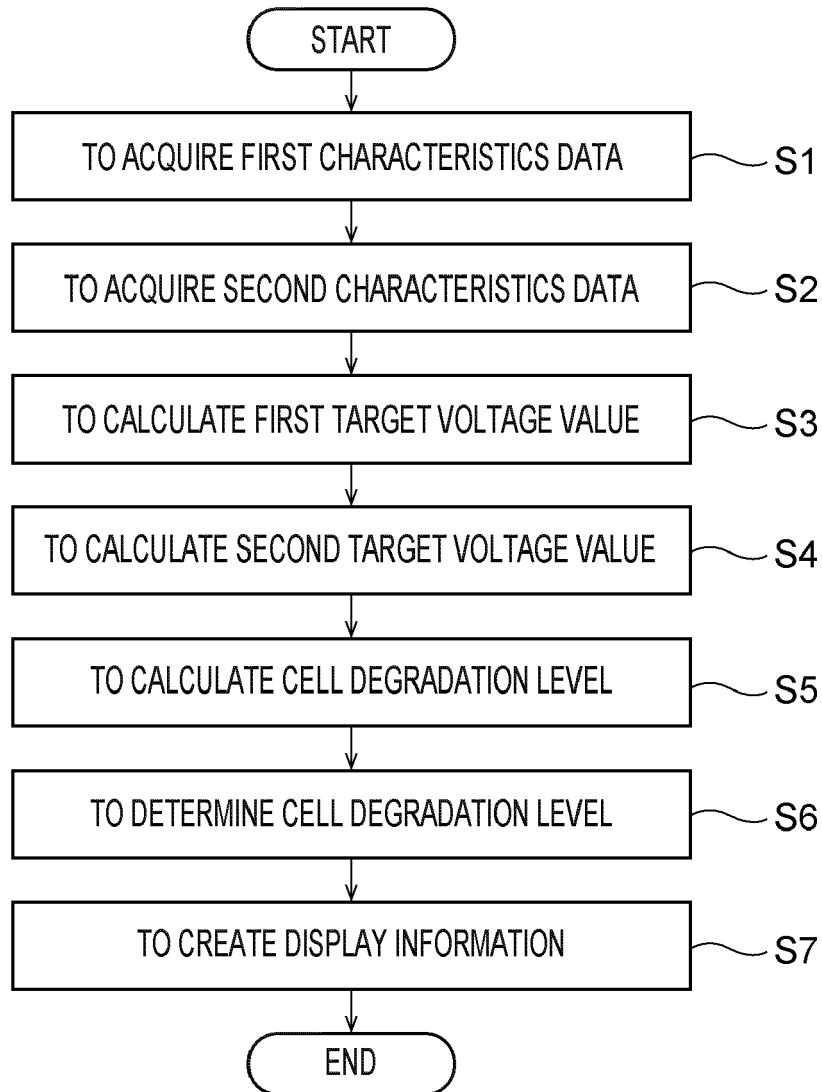 START
TO ACQUIRE FIRST CHARACTERISTICS DATA
S1
TO ACQUIRE SECOND CHARACTERISTICS DATA
S2
TO CALCULATE FIRST TARGET VOLTAGE VALUE
S3
TO CALCULATE SECOND TARGET VOLTAGE VALUE
S4
TO CALCULATE CELL DEGRADATION LEVEL
S5
TO DETERMINE CELL DEGRADATION LEVEL
S6
TO CREATE DISPLAY INFORMATION
S7
END